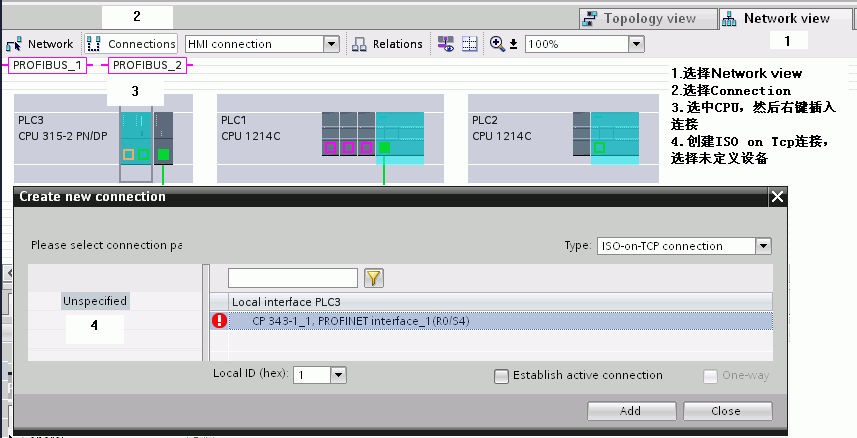 2
Topology view
Network view
Network
Connections
HMI connection
Relations
100%
1
PROFIBUS_1
PROFIBUS_2
3
1.选择Network view
2.选择Connection
3.选中CPU，然后右键插入
连接
4.创建ISO on Tcp连接，
选择未定义设备
PLC3
CPU 315-2 PN/DP
PLC1
CPU 1214C
PLC2
CPU 1214C
Create new connection
Please select connection pa
Type:
ISO-on-TCP connection
Unspecified
4
Local interface PLC3
CP 343-1_1, PROFINET interface_1(R0/S4)
Local ID (hex):
1
Establish active connection
One-way
Add
Close